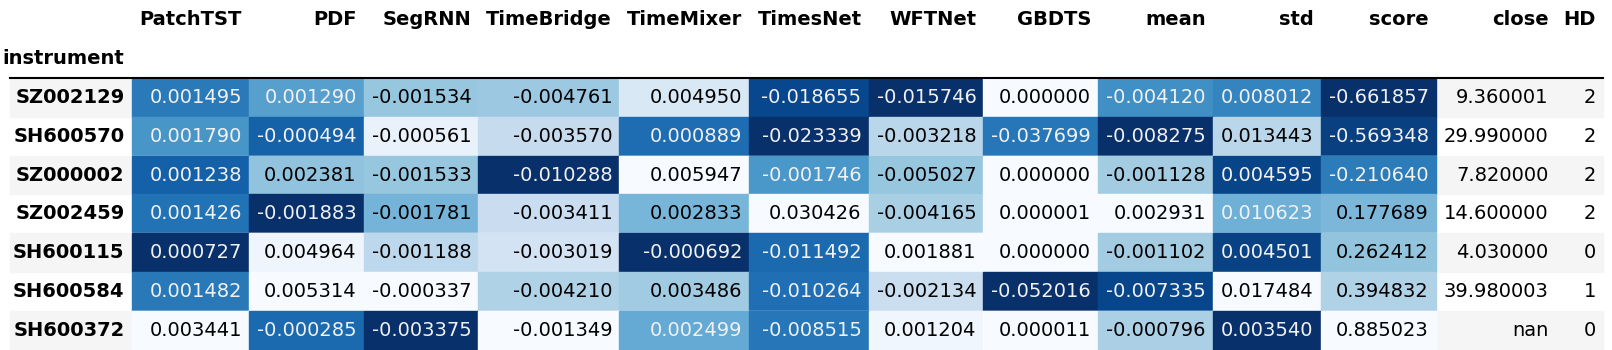 PatchTST PDF SegRNN TimeBridge TimeMixer TimesNet WFTNet GBDTS mean std score close HD
instrument
SZ002129 0.001495 0.001290 -0.001534 -0.004761 0.004950 -0.018655 -0.015746 0.000000 -0.004120 0.008012 -0.661857 9.360001 2
SH600570 0.001790 -0.000494 -0.000561 -0.003570 0.000889 -0.023339 -0.003218 -0.037699 -0.008275 0.013443 -0.569348 29.990000 2
SZ000002 0.001238 0.002381 -0.001533 -0.010288 0.005947 -0.001746 -0.005027 0.000000 -0.001128 0.004595 -0.210640 7.820000 2
SZ002459 0.001426 -0.001883 -0.001781 -0.003411 0.002833 0.030426 -0.004165 0.000001 0.002931 0.010623 0.177689 14.600000 2
SH600115 0.000727 0.004964 -0.001188 -0.003019 -0.000692 -0.011492 0.001881 0.000000 -0.001102 0.004501 0.262412 4.030000 0
SH600584 0.001482 0.005314 -0.000337 -0.004210 0.003486 -0.010264 -0.002134 -0.052016 -0.007335 0.017484 0.394832 39.980003 1
SH600372 0.003441 -0.000285 -0.003375 -0.001349 0.002499 -0.008515 0.001204 0.000011 -0.000796 0.003540 0.885023 nan 0